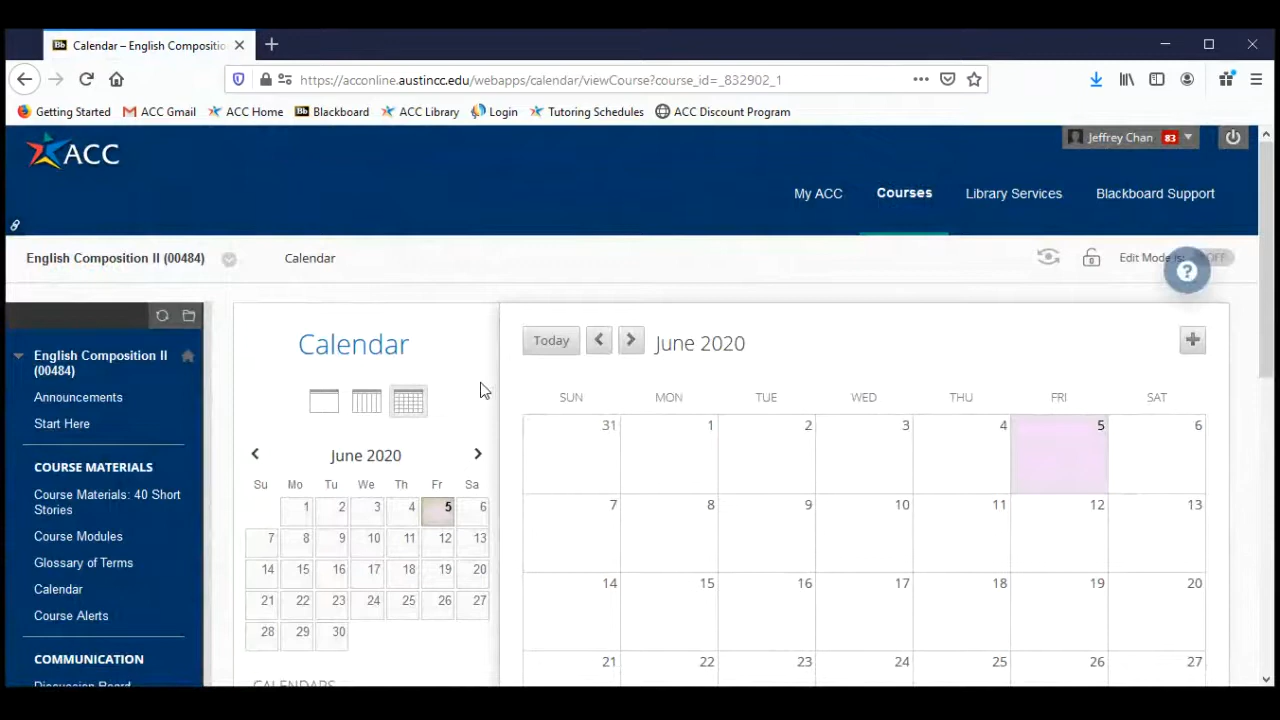 Bb Calendar – English Compositio
https://acconline.austincc.edu/webapps/calendar/viewCourse?course_id=_832902_1
Getting Started ACC Gmail ACC Home Bb Blackboard ACC Library Login Tutoring Schedules ACC Discount Program
ACC
Jeffrey Chan 83
My ACC Courses Library Services Blackboard Support
English Composition II (00484) Calendar Edit Mode is: OFF
?
English Composition II
(00484)
Announcements
Start Here
COURSE MATERIALS
Course Materials: 40 Short
Stories
Course Modules
Glossary of Terms
Calendar
Course Alerts
COMMUNICATION
Discussion Board
Calendar
June 2020
Su Mo Tu We Th Fr Sa
1 2 3 4 5 6
7 8 9 10 11 12 13
14 15 16 17 18 19 20
21 22 23 24 25 26 27
28 29 30
CALENDARS
Today June 2020
SUN MON TUE WED THU FRI SAT
31 1 2 3 4 5 6
7 8 9 10 11 12 13
14 15 16 17 18 19 20
21 22 23 24 25 26 27